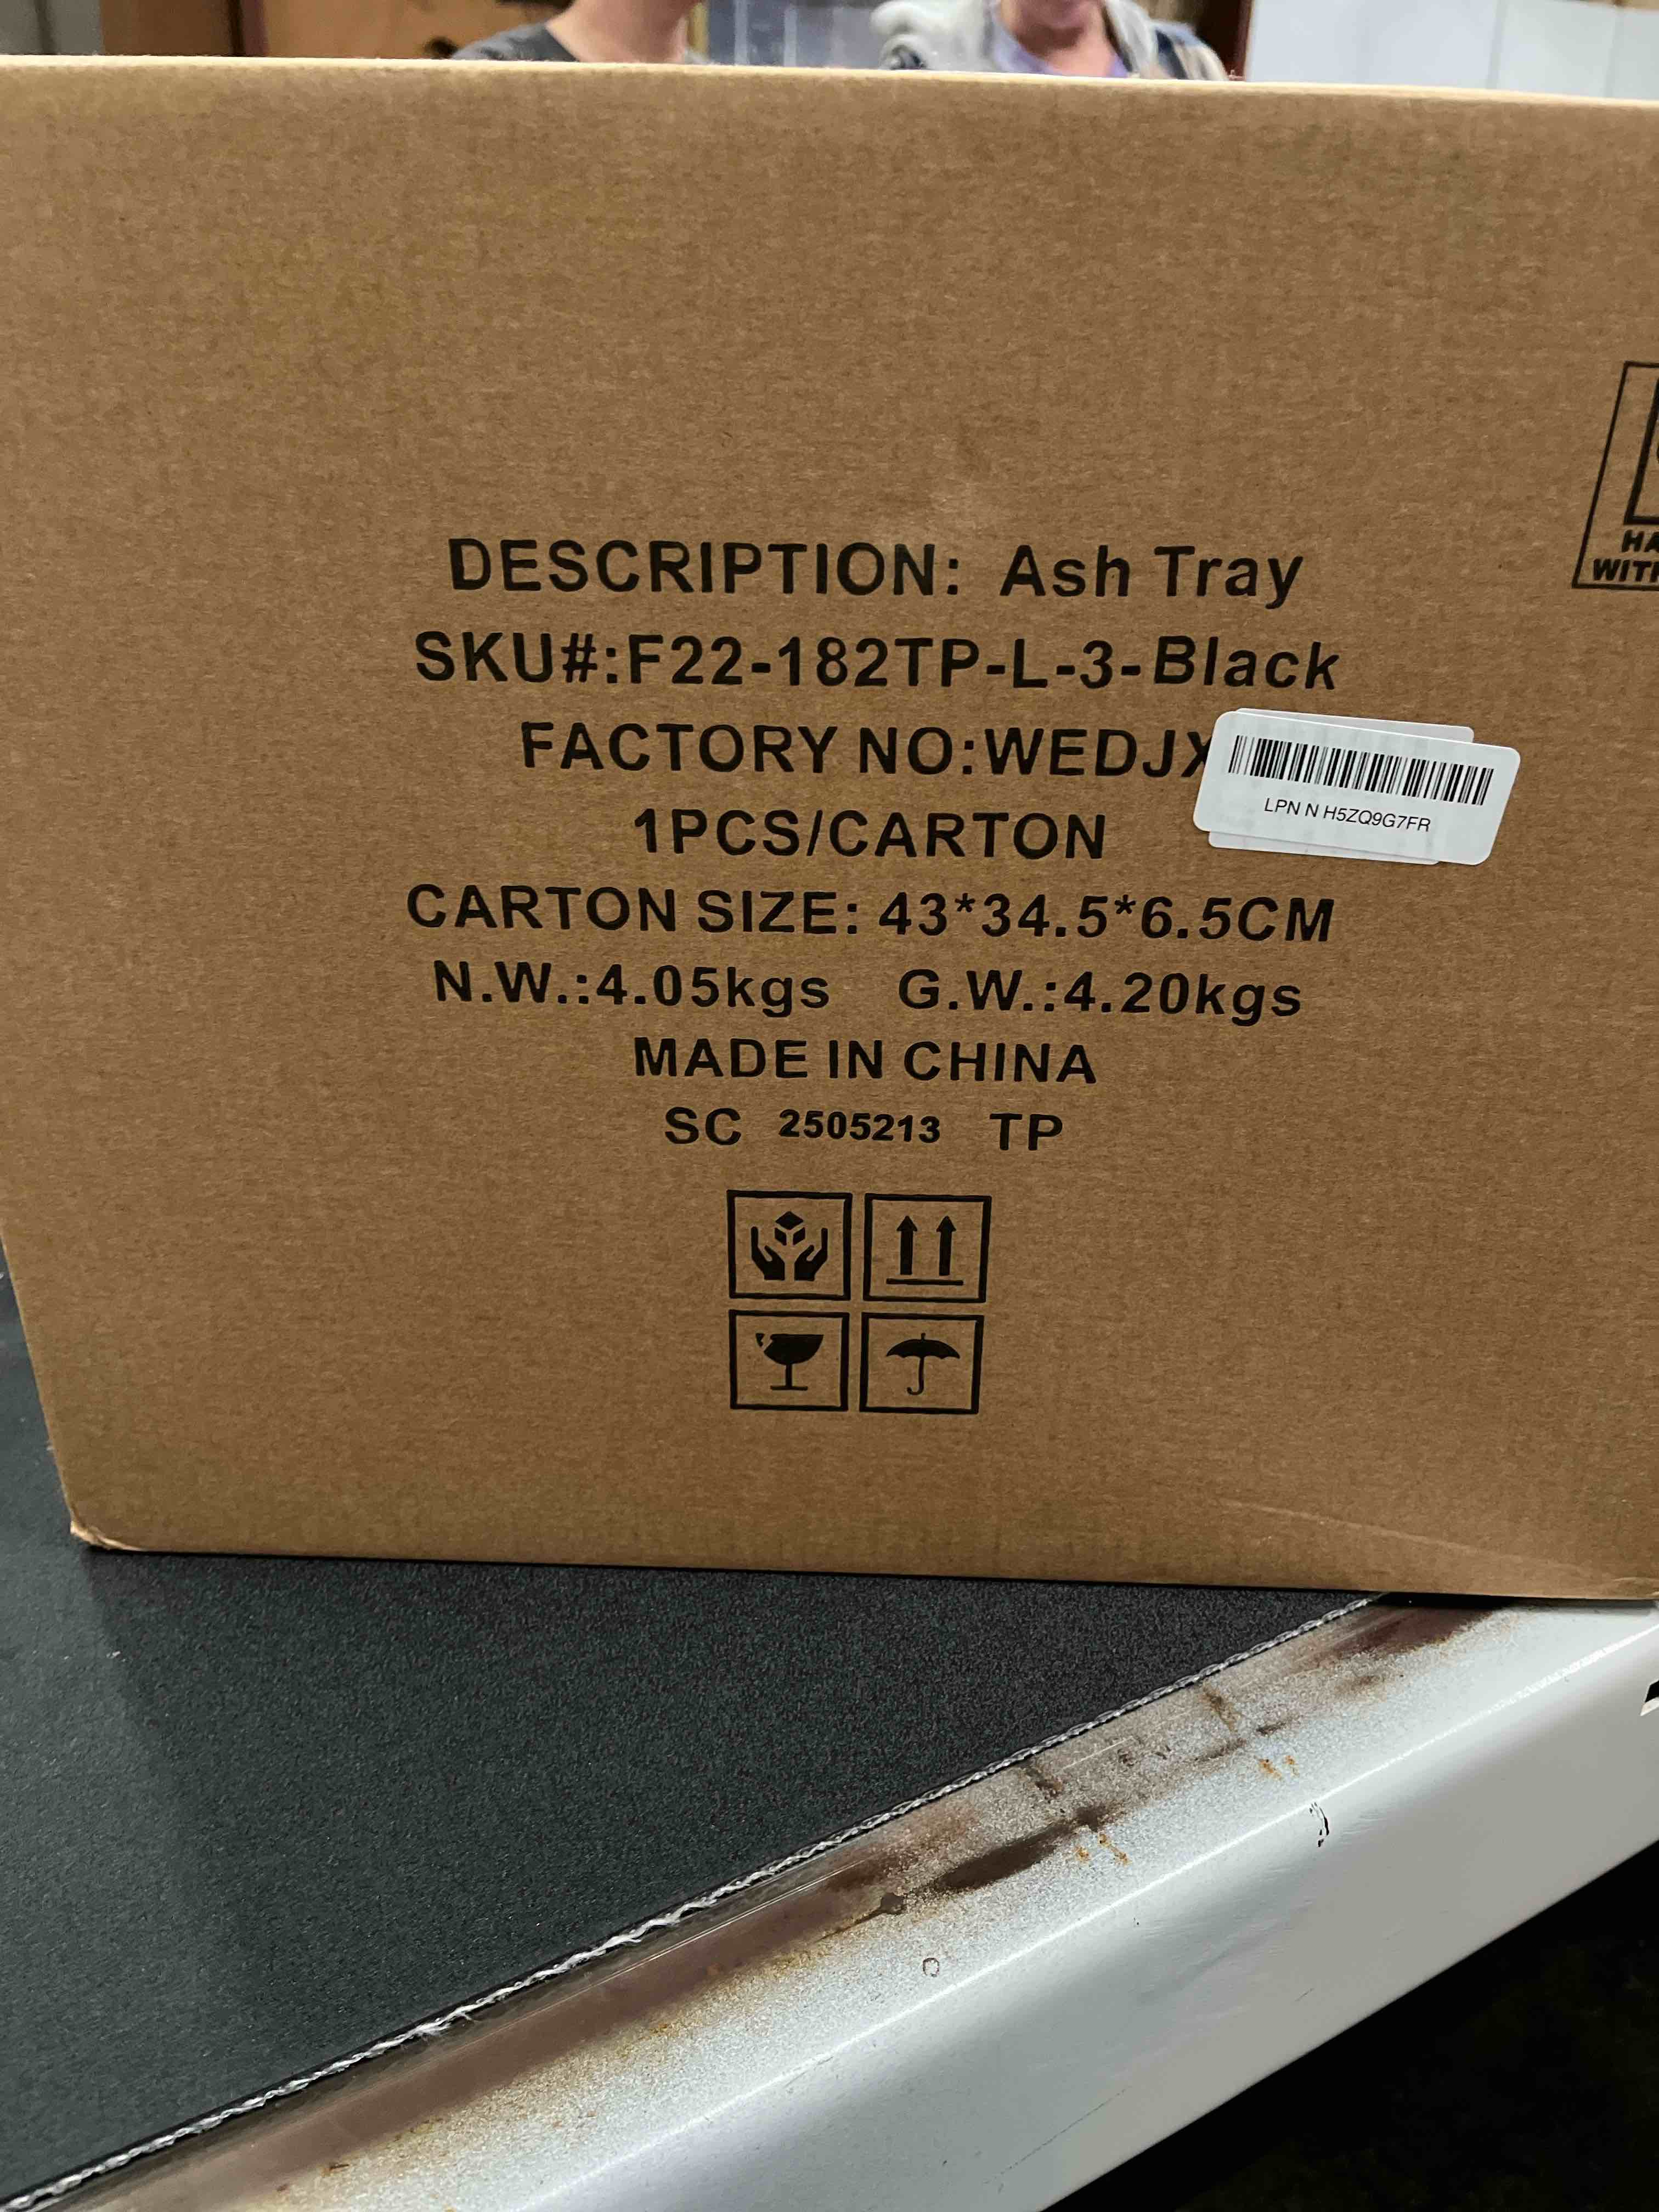 DESCRIPTION: Ash Tray
SKU#:F22-182TP-L-3-Black
FACTORY NO:WEDJX
LPN N H5ZQ9G7FR
1PCS/CARTON
CARTON SIZE: 43*34.5*6.5CM
N.W.:4.05kgs G.W.:4.20kgs
MADE IN CHINA
SC 2505213 TP